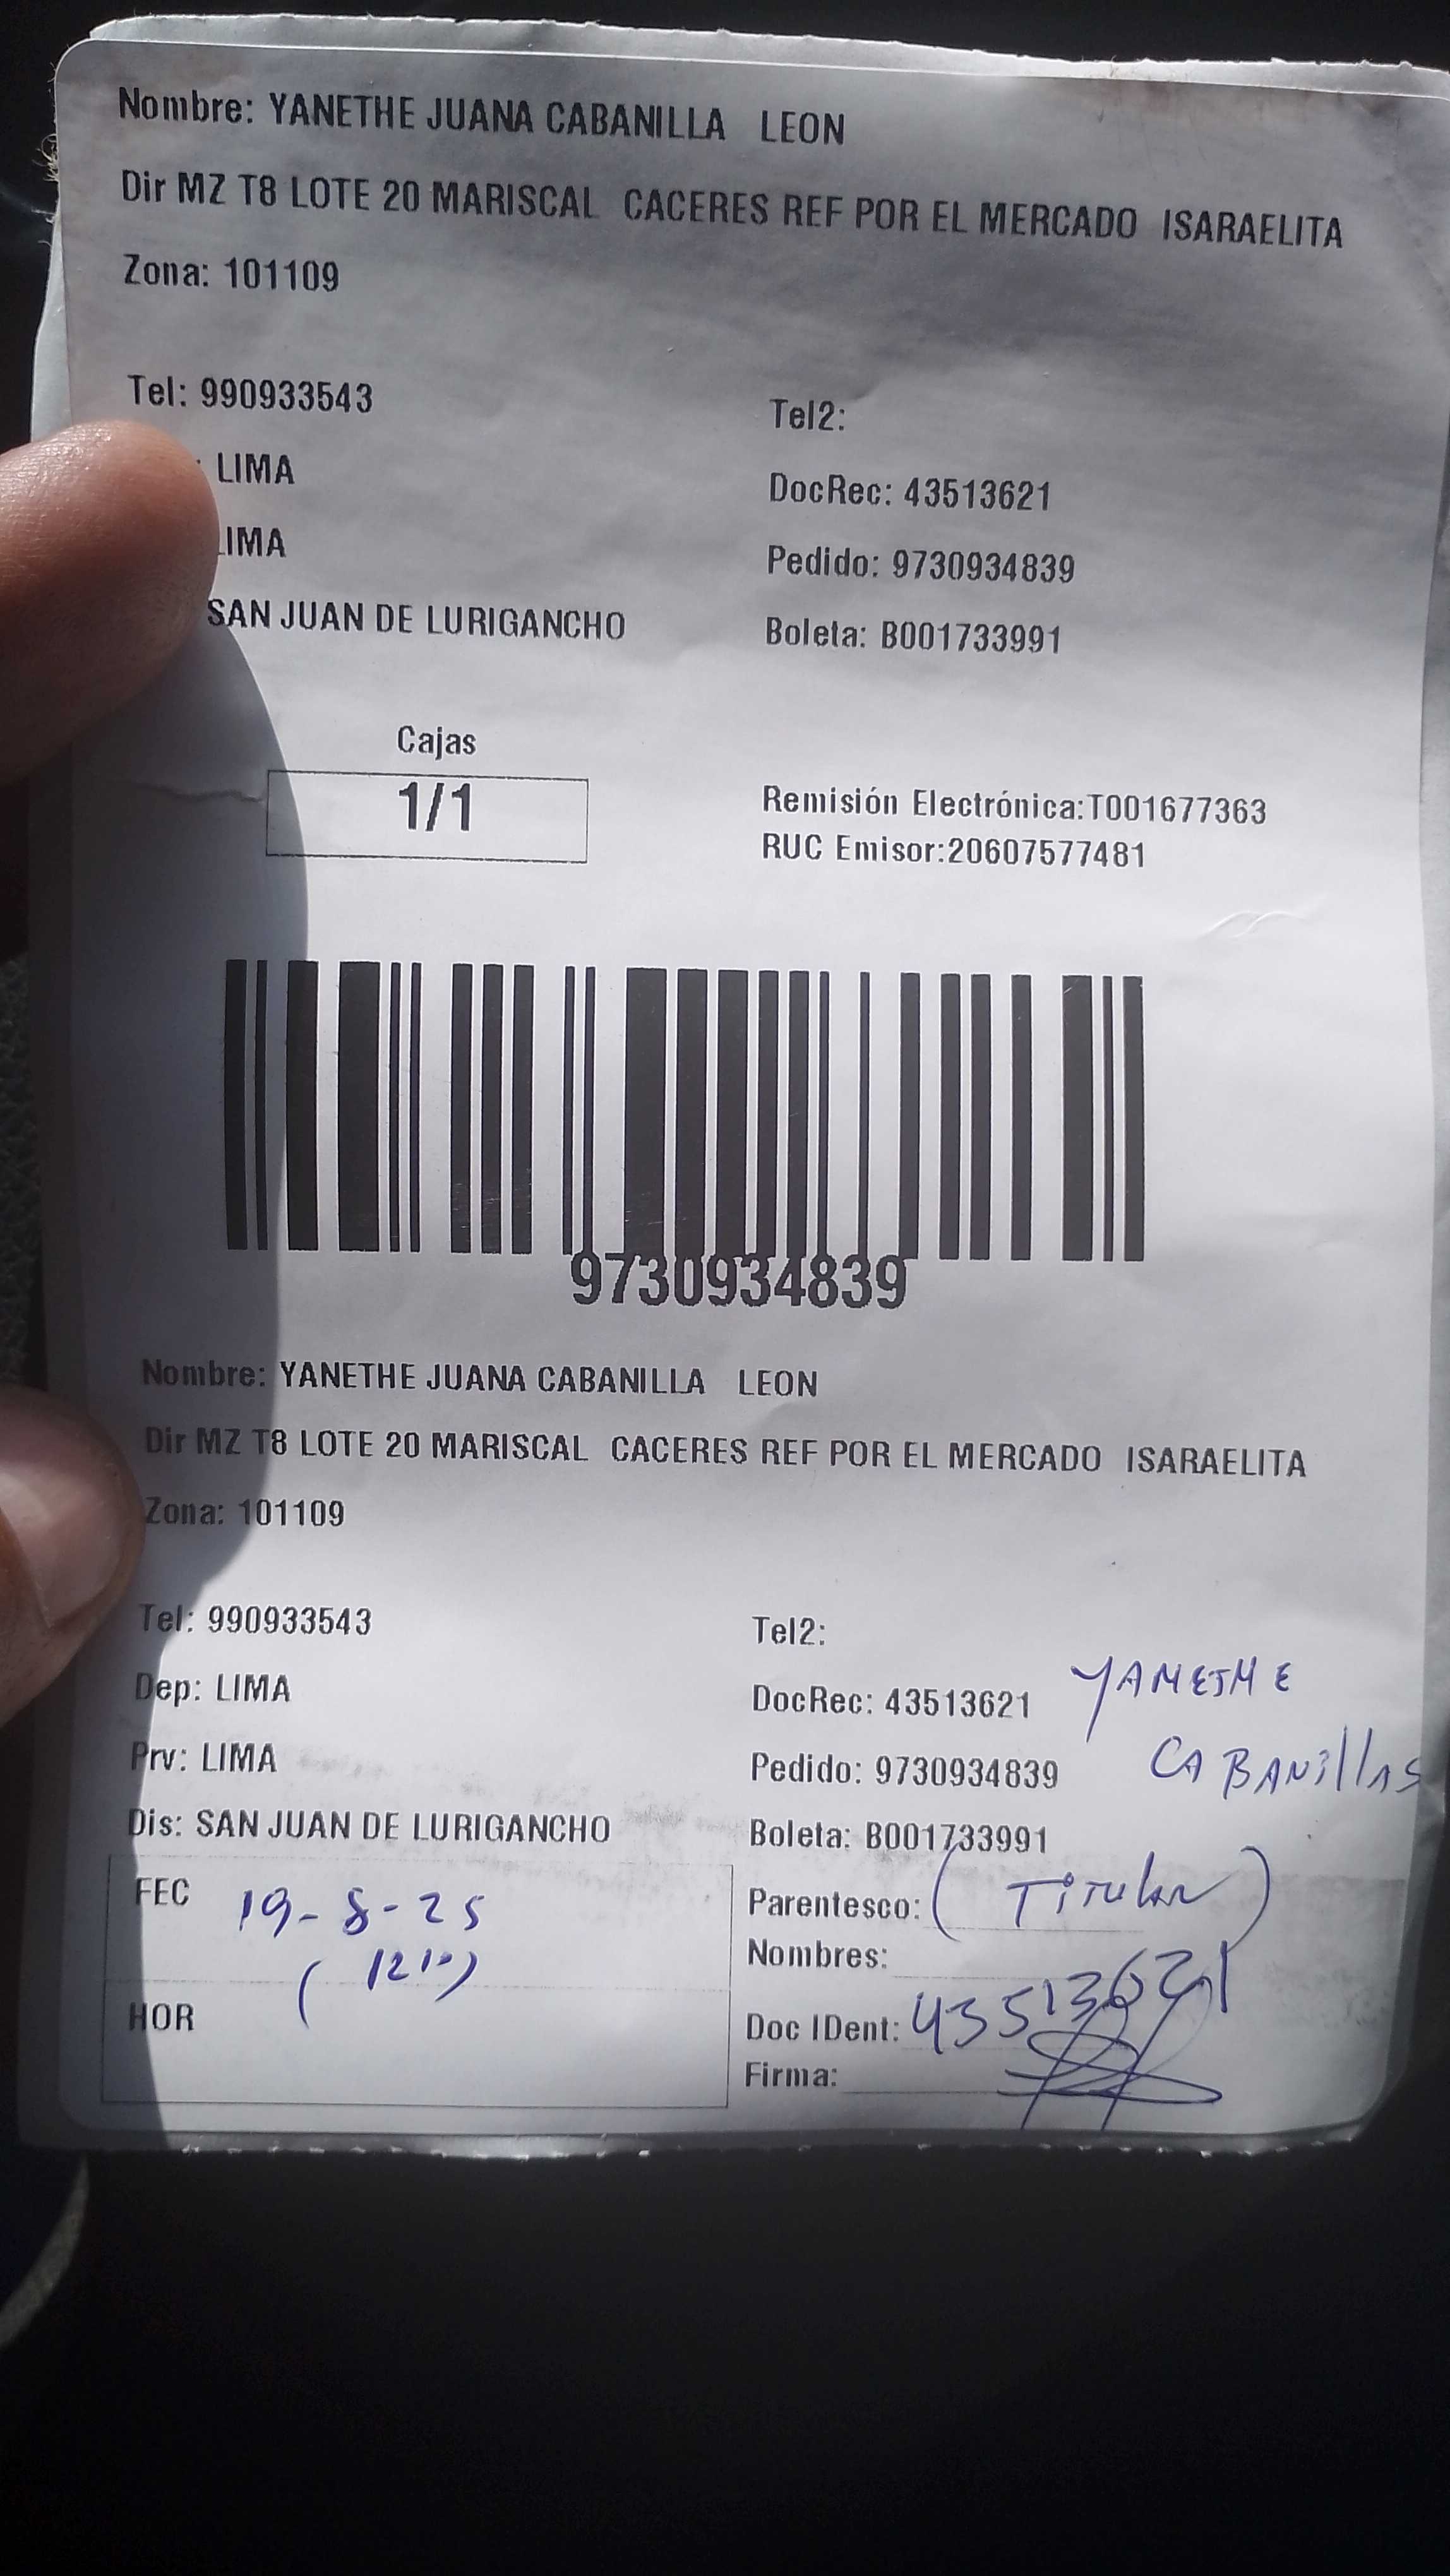 Nombre: YANETHE JUANA CABANILLA LEON
Dir MZ T8 LOTE 20 MARISCAL CACERES REF POR EL MERCADO ISARAELITA
Zona: 101109
Tel: 990933543
Tel2:
: LIMA
DocRec: 43513621
LIMA
Pedido: 9730934839
SAN JUAN DE LURIGANCHO
Boleta: B001733991
Cajas
1/1
Remisión Electrónica:T001677363
RUC Emisor:20607577481
9730934839
Nombre: YANETHE JUANA CABANILLA LEON
Dir MZ T8 LOTE 20 MARISCAL CACERES REF POR EL MERCADO ISARAELITA
Zona: 101109
Tel: 990933543
Tel2:
Dep: LIMA
DocRec: 43513621 YANETHE
Prv: LIMA
Pedido: 9730934839 CABANillAS
Dis: SAN JUAN DE LURIGANCHO
Boleta: B001733991
FEC 19-8-25
Parentesco: (Titular)
Nombres:
HOR
Doc IDent: 43513621
Firma: